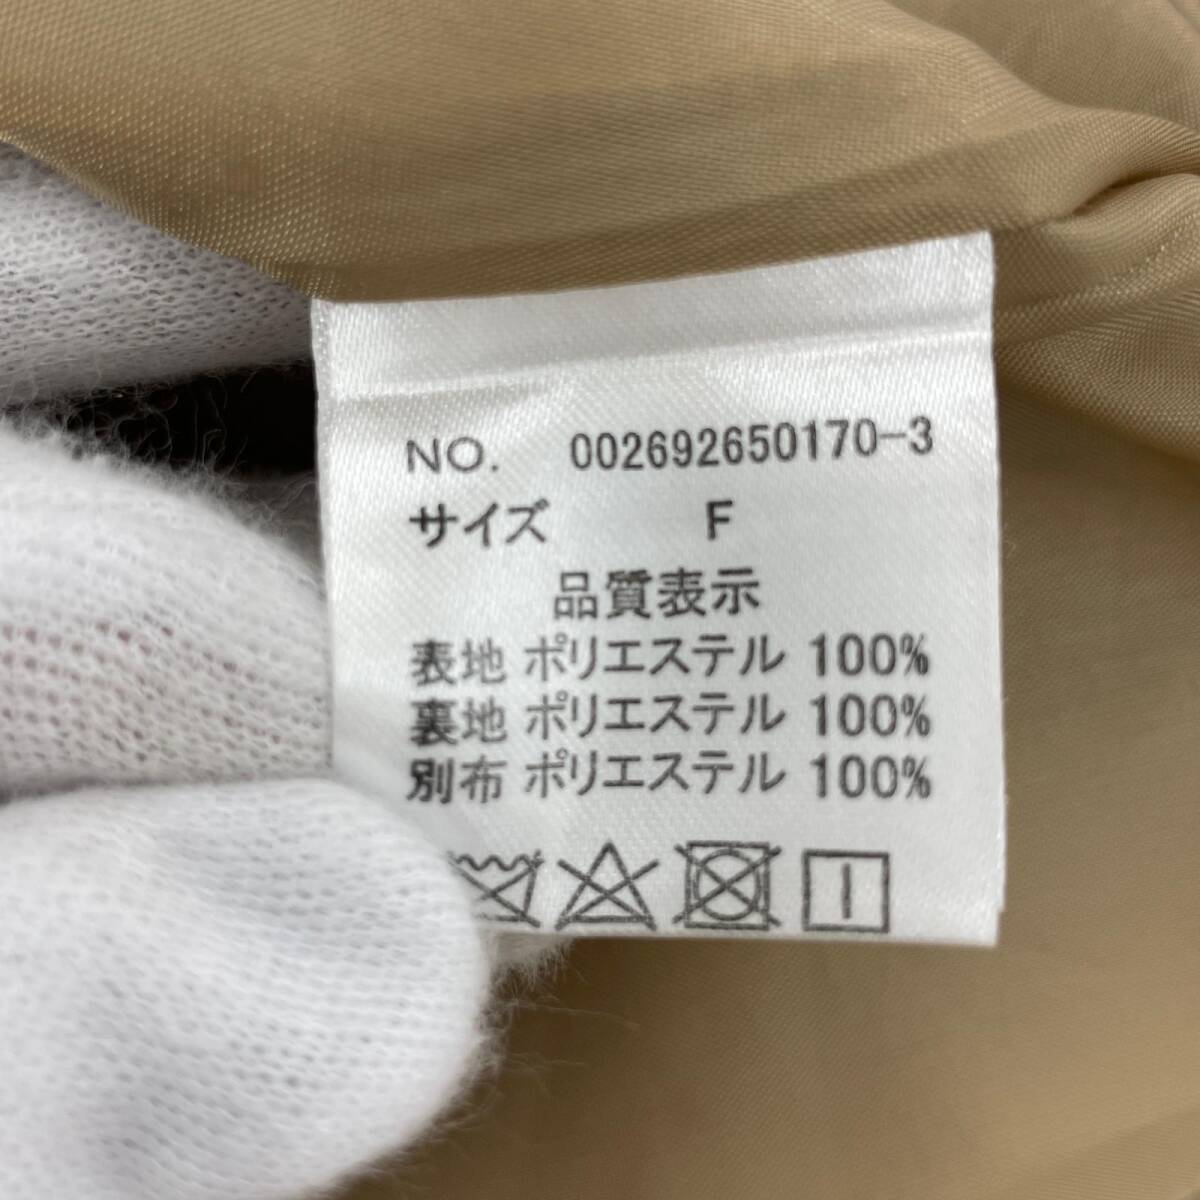 NO. 002692650170-3
サイズ F
品質表示
表地 ポリエステル 100%
裏地 ポリエステル 100%
別布 ポリエステル 100%